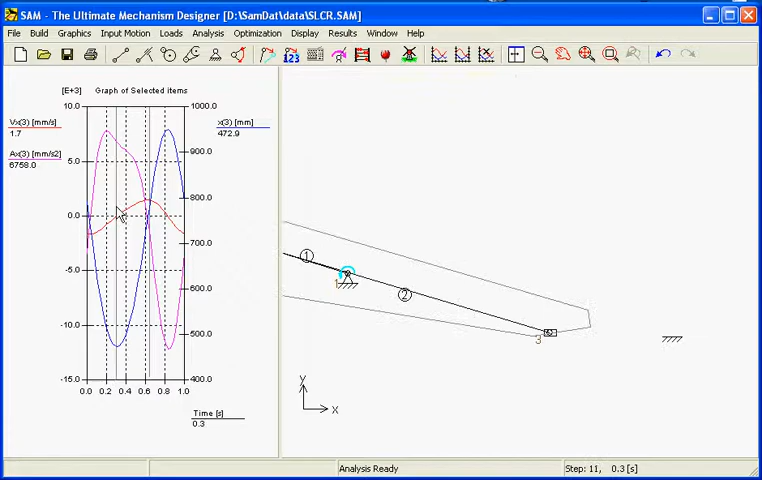 SAM - The Ultimate Mechanism Designer [D:\SamDat\data\SLCR.SAM]
File Build Graphics Input Motion Loads Analysis Optimization Display Results Window Help
123
[E+3] Graph of Selected items
10.0 1000.0
Vx(3) [mm/s] x(3) [mm]
1.7 472.9
900.0
Ax(3) [mm/s2] 5.0
6758.0
800.0
0.0
700.0
-5.0
600.0
-10.0 500.0
-15.0 400.0
0.0 0.2 0.4 0.6 0.8 1.0
Time [s]
0.3
1
1
2
3
Y
X
Analysis Ready
Step: 11, 0.3 [s]